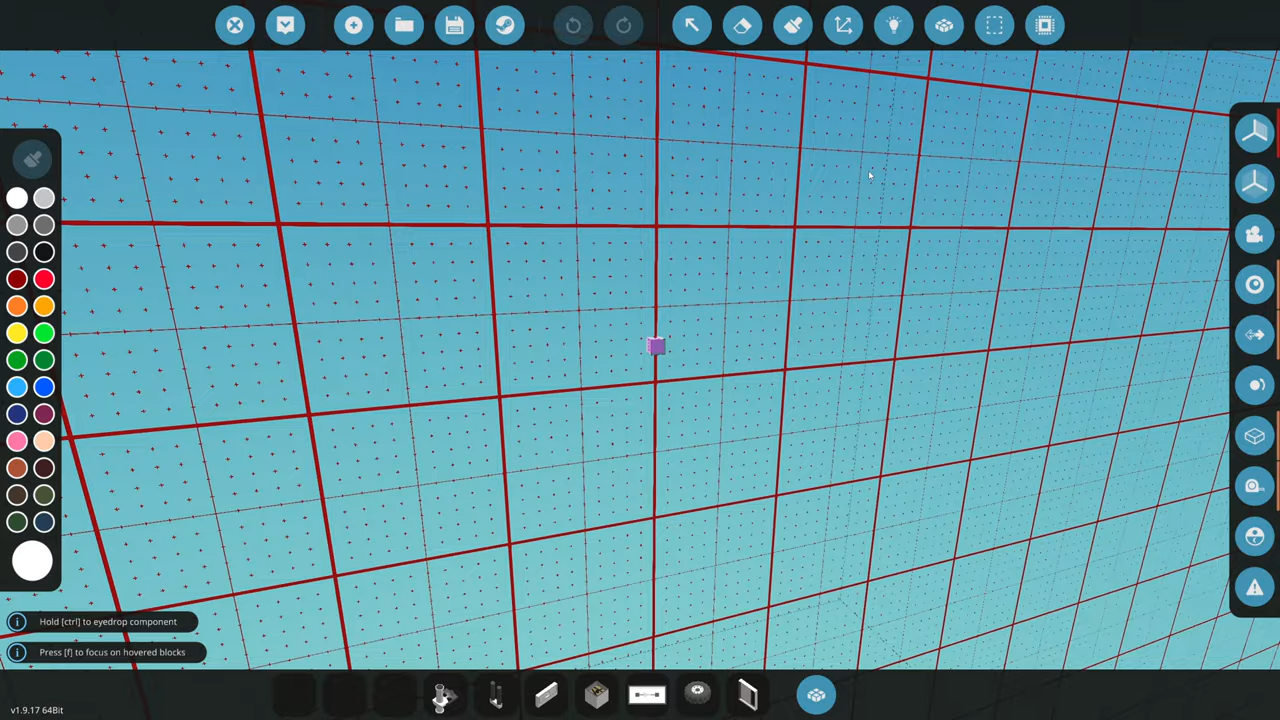 Hold [ctrl] to eyedrop component
Press [f] to focus on hovered blocks
v1.9.17 64Bit